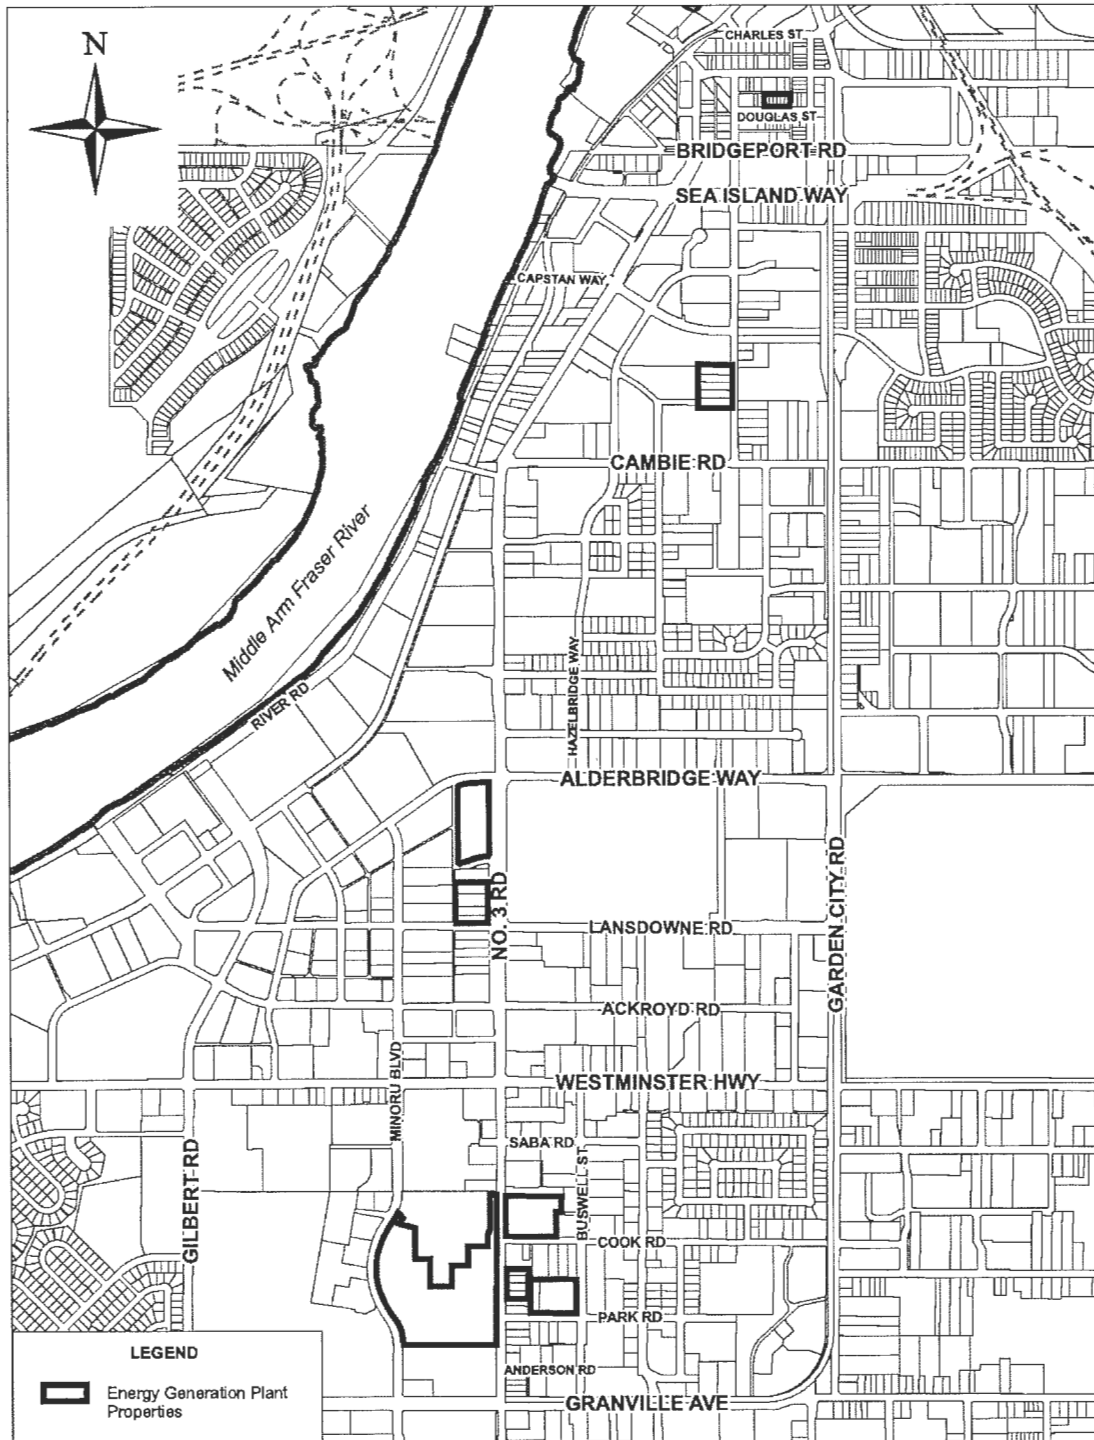 N
CHARLES ST
DOUGLAS ST
BRIDGEPORT RD
SEA ISLAND WAY
CAPSTAN WAY
CAMBIE RD
Middle Arm Fraser River
RIVER RD
HAZELBRIDGE WAY
ALDERBRIDGE WAY
NO. 3 RD
GARDEN CITY RD
LANSDOWNE RD
ACKROYD RD
MINORU BLVD
WESTMINSTER HWY
SABA RD
GILBERT RD
BUSWELL ST
COOK RD
PARK RD
ANDERSON RD
GRANVILLE AVE
LEGEND
Energy Generation Plant
Properties